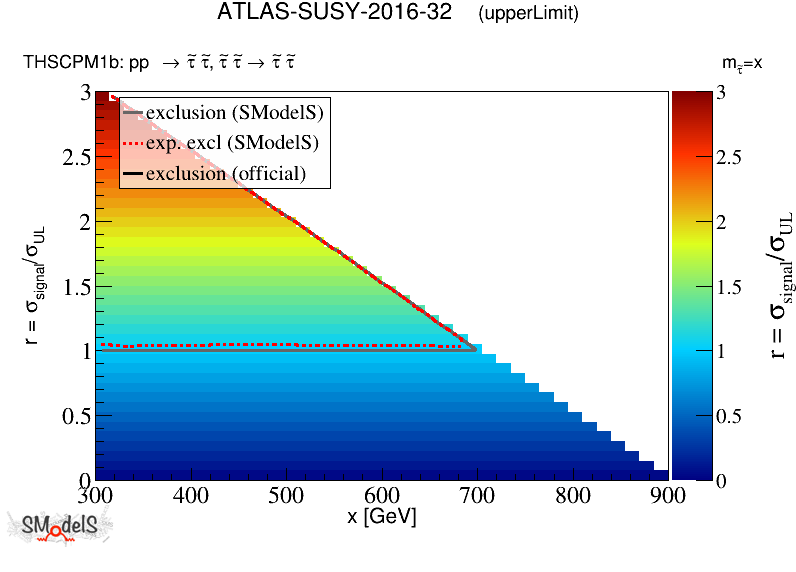 ATLAS-SUSY-2016-32 (upperLimit)
THSCPM1b: pp → τ̃ τ̃, τ̃ τ̃ → τ̃ τ̃
m_τ̃=x
exclusion (SModelS)
exp. excl (SModelS)
exclusion (official)
3
2.5
2
1.5
1
0.5
0
r = σ_signal/σ_UL
300
400
500
600
700
800
900
x [GeV]
3
2.5
2
1.5
1
0.5
0
r = σ_signal/σ_UL
SModelS